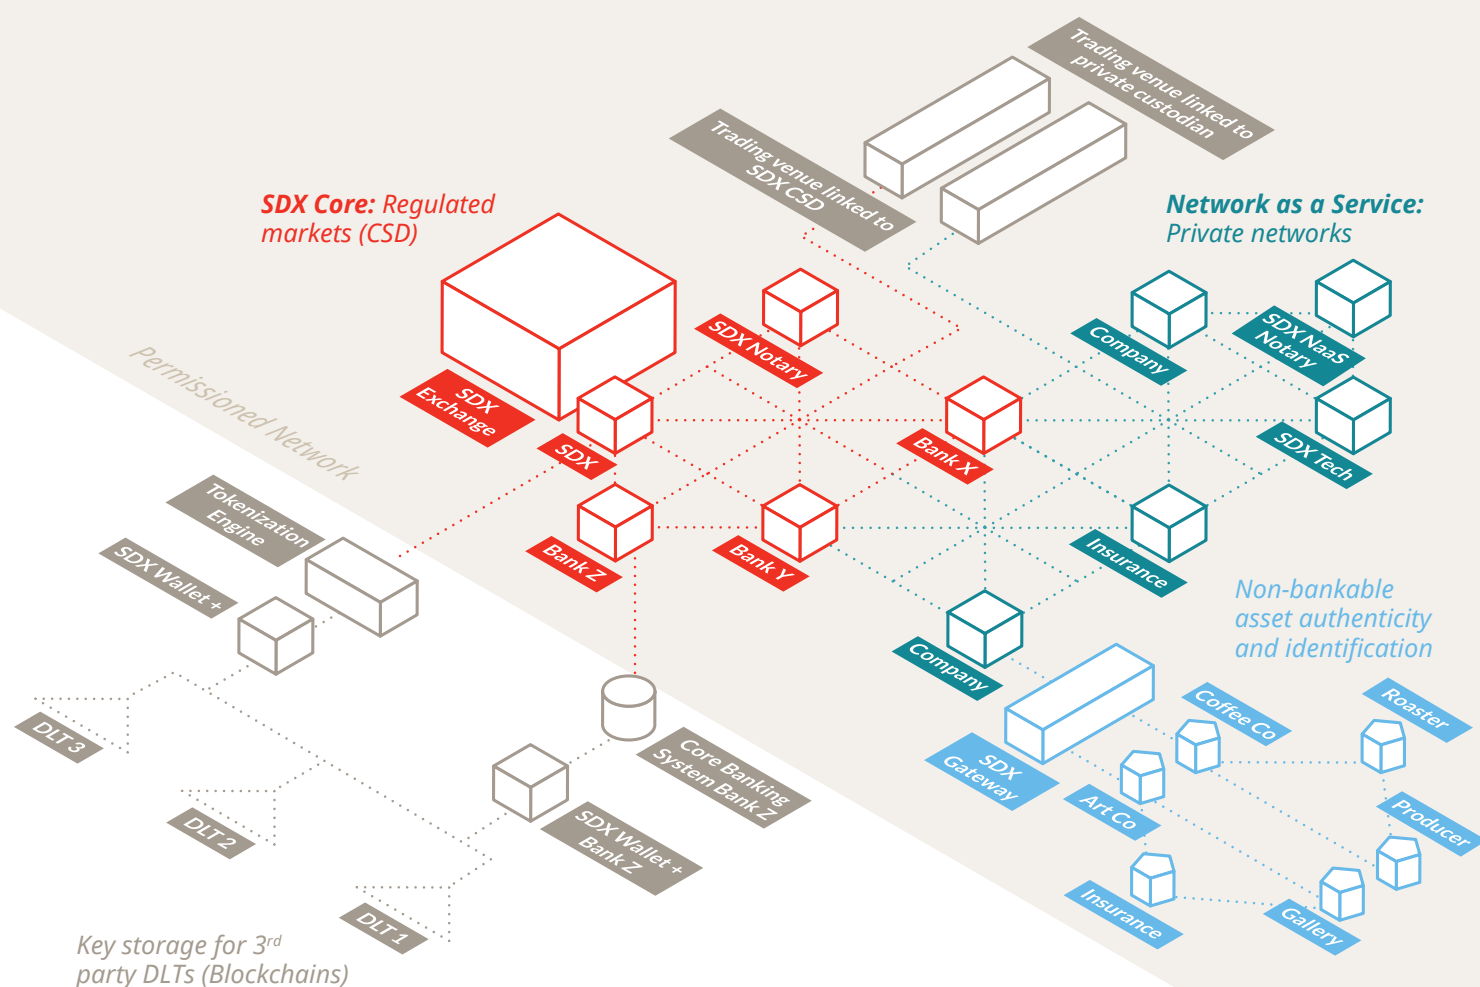 Trading venue linked to
private custodian
Trading venue linked to
SDX CSD
SDX Core: Regulated
markets (CSD)
Network as a Service:
Private networks
SDX Notary
Company
SDX NaaS
Notary
Permissioned Network
SDX
Exchange
SDX
Bank X
SDX Tech
Tokenization
Engine
SDX Wallet +
Bank Z
Bank Y
Insurance
Non-bankable
asset authenticity
and identification
Company
DLT 3
Core Banking
System Bank Z
SDX
Gateway
Coffee Co
Roaster
Art Co
Producer
DLT 2
SDX Wallet +
Bank Z
Insurance
Gallery
DLT 1
Key storage for 3rd
party DLTs (Blockchains)